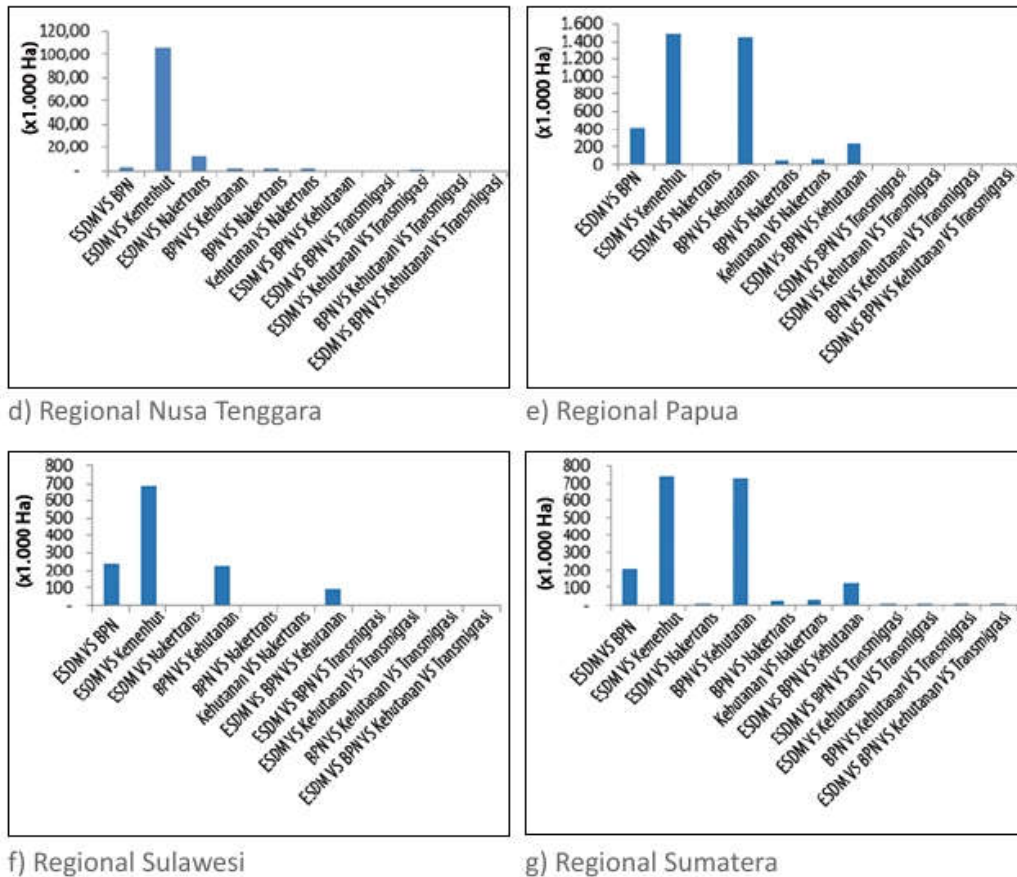 (x1.000 Ha)
120,00
100,00
80,00
60,00
40,00
20,00
-
ESDM VS BPN
ESDM VS Kemenhut
ESDM VS Nakertrans
BPN VS Kehutanan
BPN VS Nakertrans
Kehutanan VS Nakertrans
ESDM VS BPN VS Kehutanan
ESDM VS BPN VS Transmigrasi
ESDM VS Kehutanan VS Transmigrasi
BPN VS Kehutanan VS Transmigrasi
ESDM VS BPN VS Kehutanan VS Transmigrasi
d) Regional Nusa Tenggara
(x1.000 Ha)
1.600
1.400
1.200
1.000
800
600
400
200
0
ESDM VS BPN
ESDM VS Kemenhut
ESDM VS Nakertrans
BPN VS Kehutanan
BPN VS Nakertrans
Kehutanan VS Nakertrans
ESDM VS BPN VS Kehutanan
ESDM VS BPN VS Transmigrasi
ESDM VS Kehutanan VS Transmigrasi
BPN VS Kehutanan VS Transmigrasi
ESDM VS BPN VS Kehutanan VS Transmigrasi
e) Regional Papua
(x1.000 Ha)
800
700
600
500
400
300
200
100
-
ESDM VS BPN
ESDM VS Kemenhut
ESDM VS Nakertrans
BPN VS Kehutanan
BPN VS Nakertrans
Kehutanan VS Nakertrans
ESDM VS BPN VS Kehutanan
ESDM VS BPN VS Transmigrasi
ESDM VS Kehutanan VS Transmigrasi
BPN VS Kehutanan VS Transmigrasi
ESDM VS BPN VS Kehutanan VS Transmigrasi
f) Regional Sulawesi
(x1.000 Ha)
800
700
600
500
400
300
200
100
-
ESDM VS BPN
ESDM VS Kemenhut
ESDM VS Nakertrans
BPN VS Kehutanan
BPN VS Nakertrans
Kehutanan VS Nakertrans
ESDM VS BPN VS Kehutanan
ESDM VS BPN VS Transmigrasi
ESDM VS Kehutanan VS Transmigrasi
BPN VS Kehutanan VS Transmigrasi
ESDM VS BPN VS Kehutanan VS Transmigrasi
g) Regional Sumatera